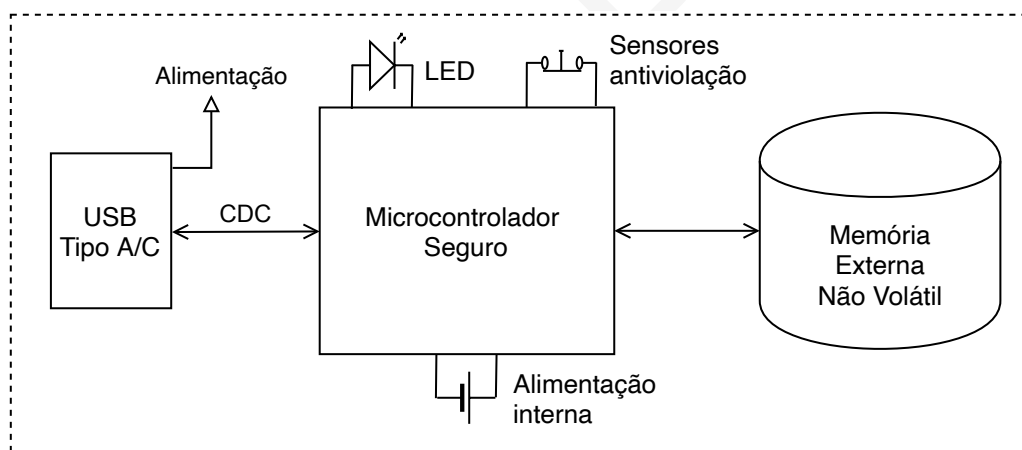 Alimentação
LED
Sensores
antiviolação
USB
Tipo A/C
CDC
Microcontrolador
Seguro
Memória
Externa
Não Volátil
Alimentação
interna